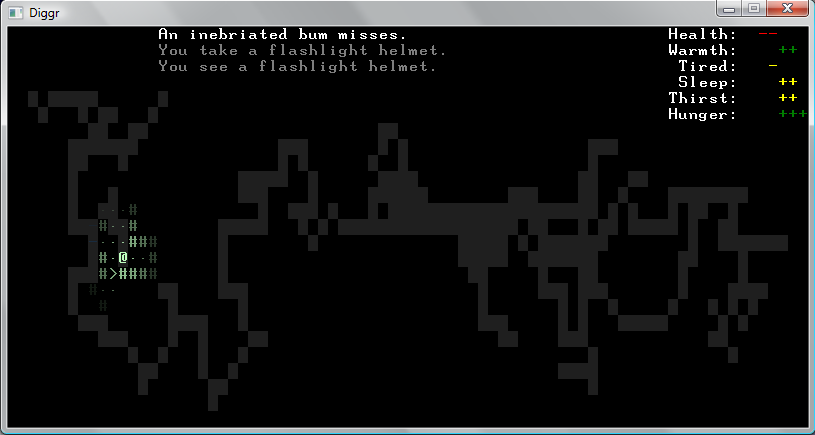 Diggr
An inebriated bum misses.
You take a flashlight helmet.
You see a flashlight helmet.
Health: --
Warmth: ++
Tired: -
Sleep: ++
Thirst: ++
Hunger: +++
- - - #
# - - #
- - - - # # #
# - @ - - #
# > # # # #
# - -
#